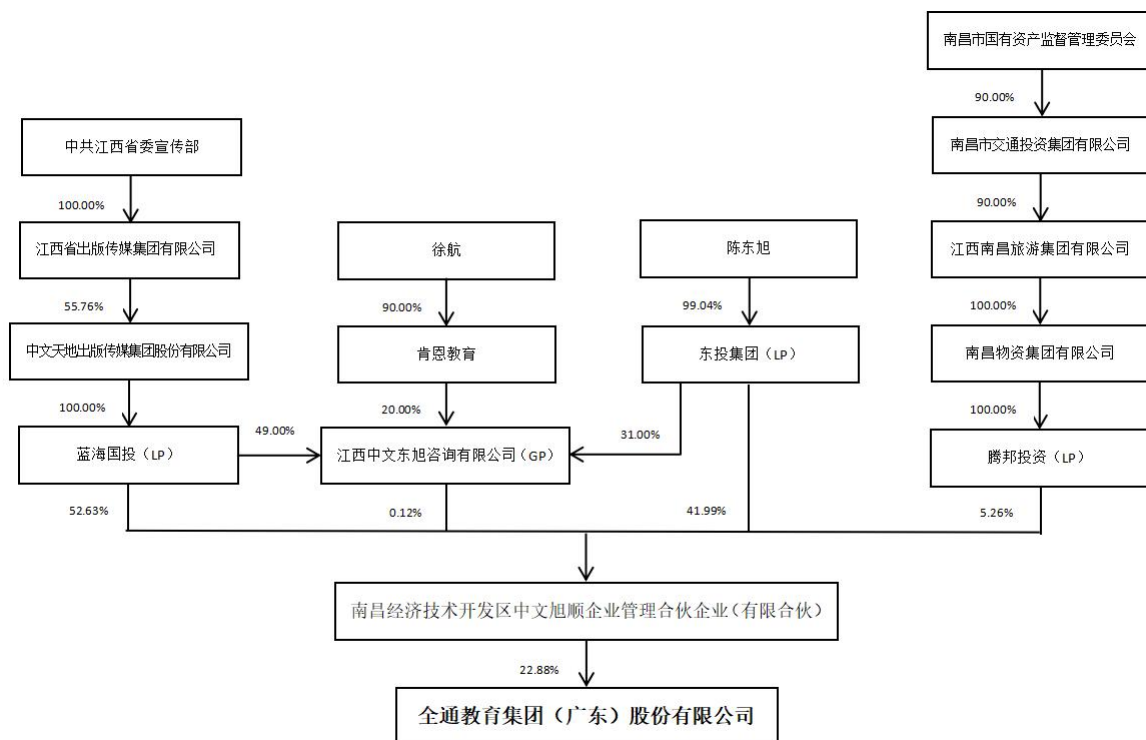 南昌市国有资产监督管理委员会
90.00%
中共江西省委宣传部
南昌市交通投资集团有限公司
100.00%
90.00%
江西省出版传媒集团有限公司
徐航
陈东旭
江西南昌旅游集团有限公司
55.76%
90.00%
99.04%
100.00%
中文天地出版传媒集团股份有限公司
肯恩教育
东投集团（LP）
南昌物资集团有限公司
100.00%
20.00%
100.00%
49.00%
31.00%
蓝海国投（LP）
江西中文东旭咨询有限公司（GP）
腾邦投资（LP）
52.63%
0.12%
41.99%
5.26%
南昌经济技术开发区中文旭顺企业管理合伙企业（有限合伙）
22.88%
全通教育集团（广东）股份有限公司